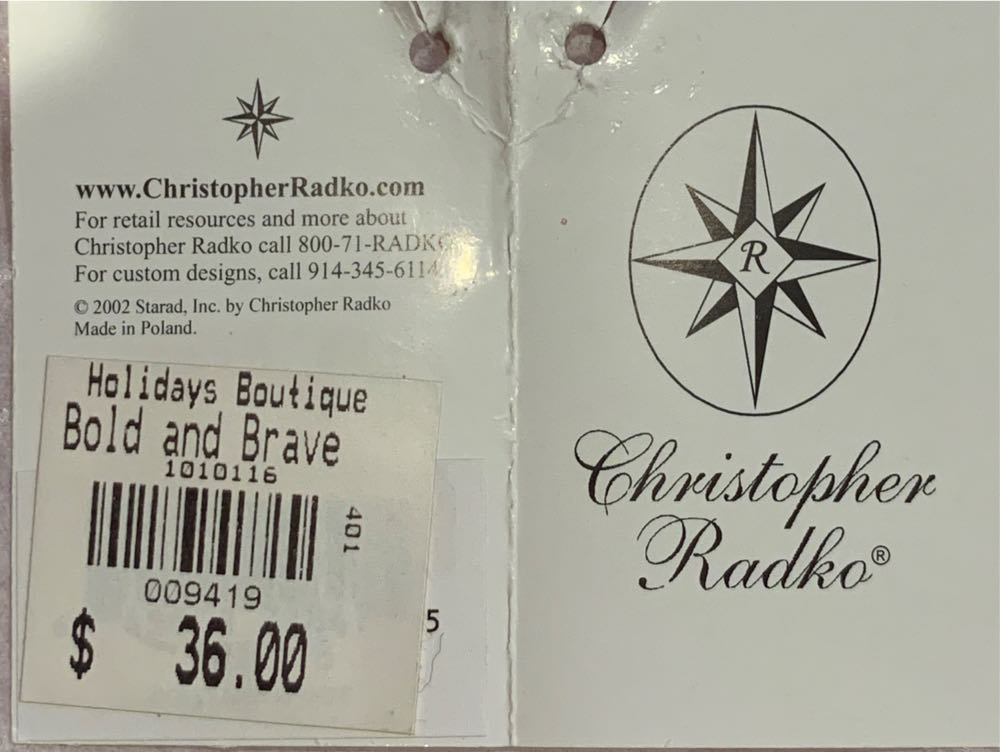 www.ChristopherRadko.com
For retail resources and more about
Christopher Radko call 800-71-RADKO
For custom designs, call 914-345-6114
© 2002 Starad, Inc. by Christopher Radko
Made in Poland.
Holidays Boutique
Bold and Brave
1010116
401
009419
$ 36.00
5
R
Christopher
Radko®